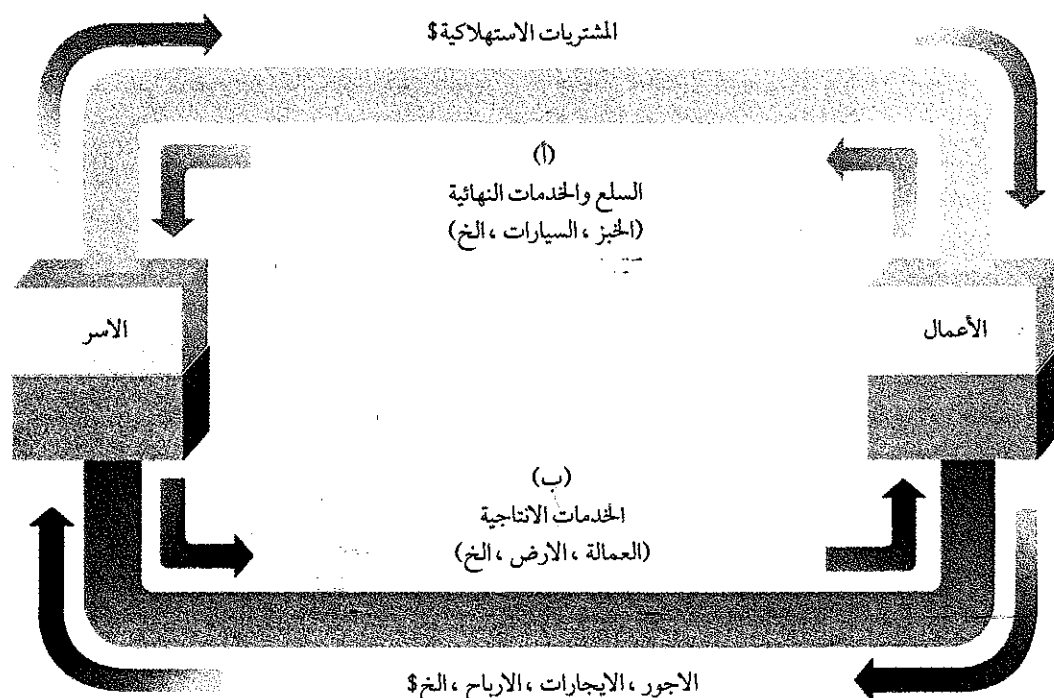 المشتريات الاستهلاكية$
(أ)
السلع والخدمات النهائية
(الخبز ، السيارات ، الخ)
الأعمال
الاسر
(ب)
الخدمات الانتاجية
(العمالة ، الارض ، الخ)
الاجور ، الايجارات ، الارباح ، الخ$